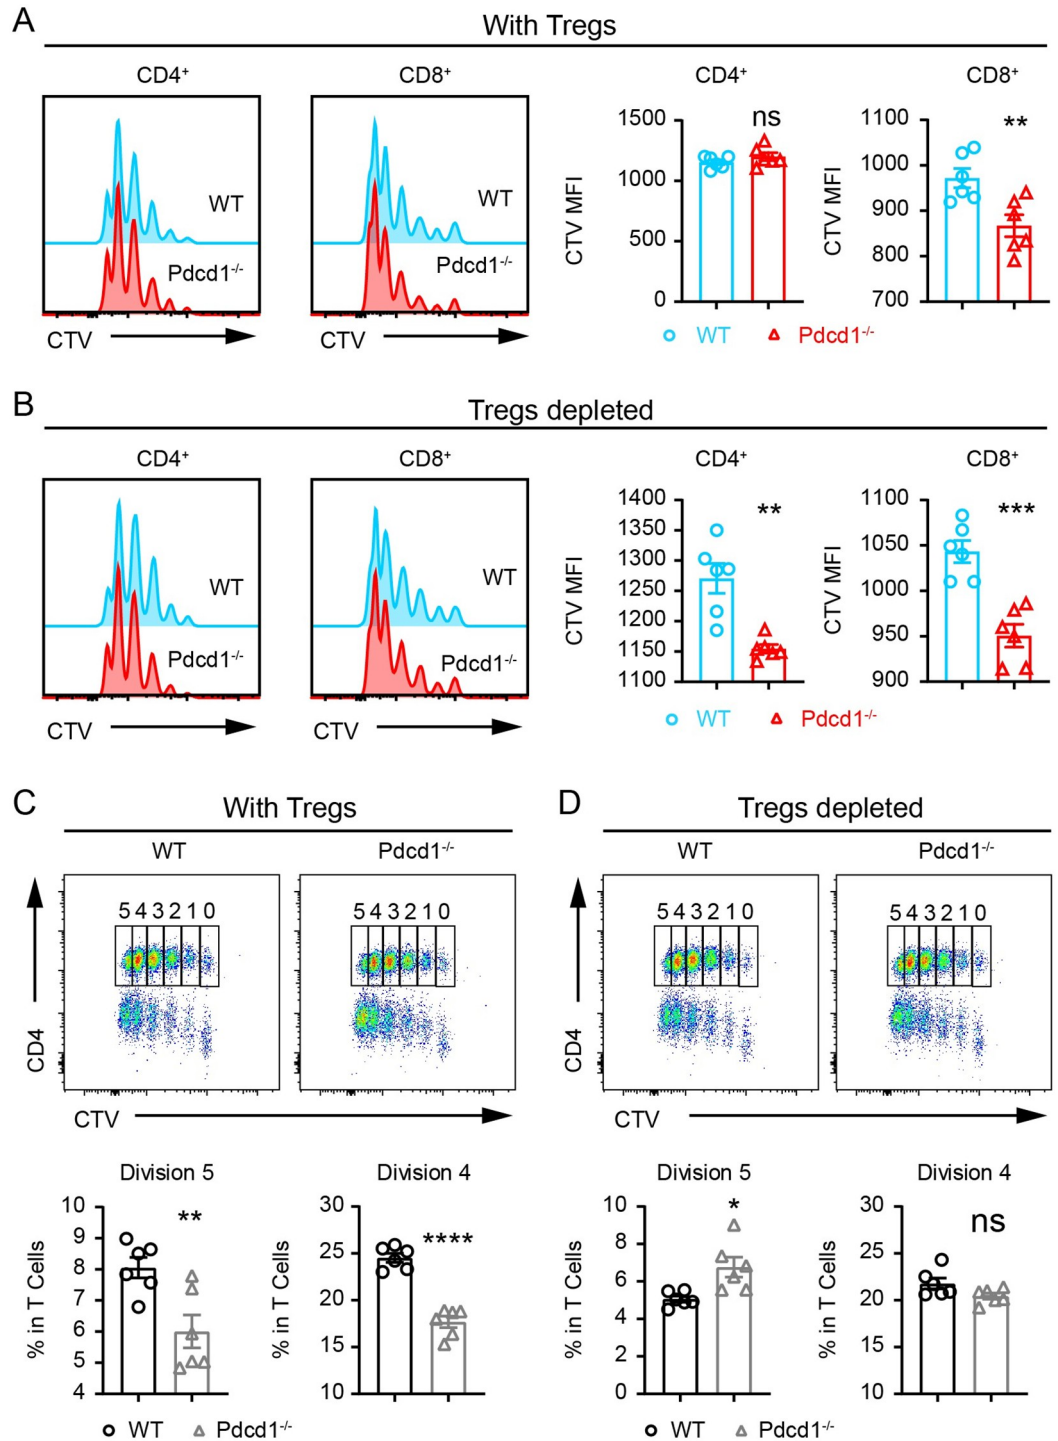 A
With Tregs
CD4+ CD8+ CD4+ CD8+
WT
Pdcd1-/-
CTV
WT
Pdcd1-/-
CTV
CTV MFI
1500
1000
500
0
ns
CTV MFI
1100
1000
900
800
700
**
WT Pdcd1-/-
B
Tregs depleted
CD4+ CD8+ CD4+ CD8+
WT
Pdcd1-/-
CTV
WT
Pdcd1-/-
CTV
CTV MFI
1400
1350
1300
1250
1200
1150
1100
**
CTV MFI
1100
1050
1000
950
900
***
WT Pdcd1-/-
C
With Tregs
WT Pdcd1-/-
5 4 3 2 1 0
5 4 3 2 1 0
CD4
CTV
Division 5
% in T Cells
10
9
8
7
6
5
4
**
Division 4
% in T Cells
30
25
20
15
10
****
WT Pdcd1-/-
D
Tregs depleted
WT Pdcd1-/-
5 4 3 2 1 0
5 4 3 2 1 0
CD4
CTV
Division 5
% in T Cells
10
8
6
4
2
0
*
Division 4
% in T Cells
30
25
20
15
10
ns
WT Pdcd1-/-